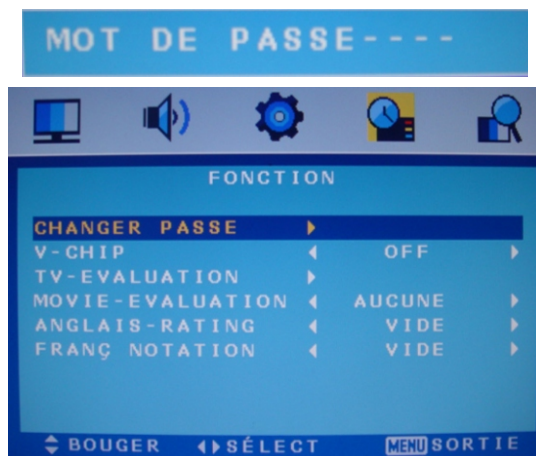 MOT DE PASSE----
FONCTION
CHANGER PASSE
V-CHIP OFF
TV-EVALUATION
MOVIE-EVALUATION AUCUNE
ANGLAIS-RATING VIDE
FRANÇ NOTATION VIDE
BOUGER SÉLECT MENU SORTIE